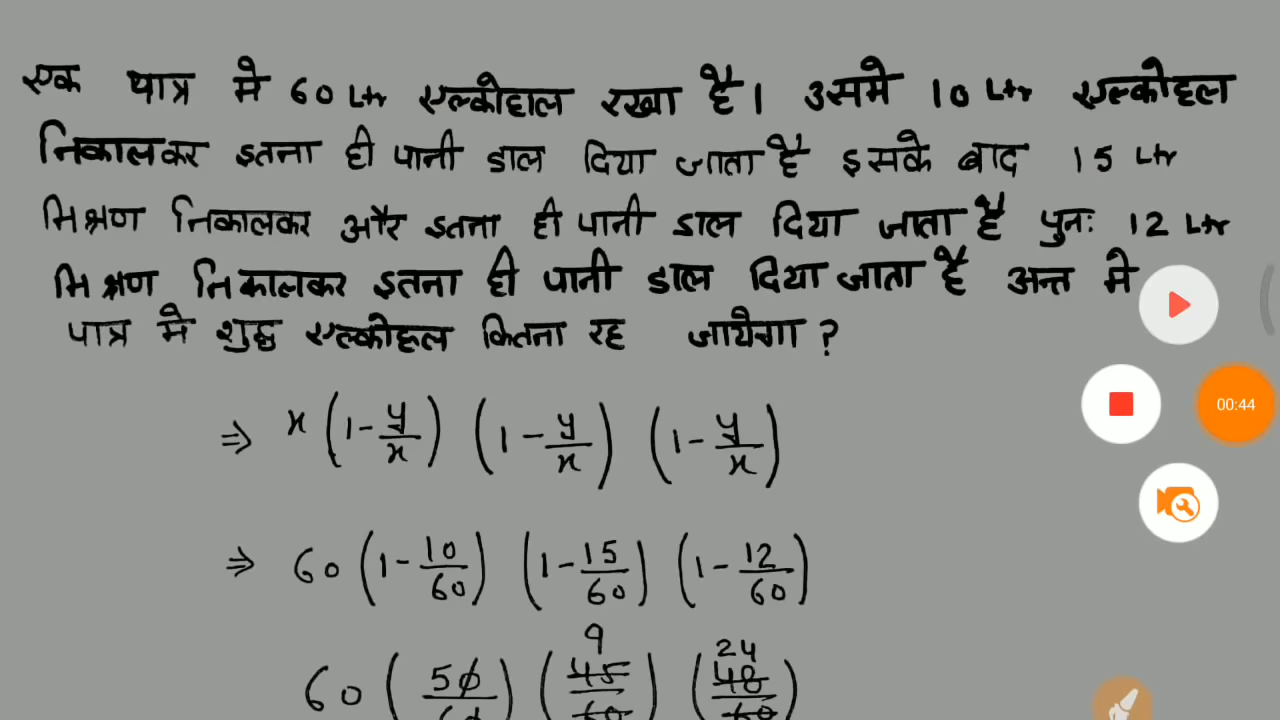 एक पात्र मे 60 Ltr एल्कोहाल रखा है। उसमे 10 Ltr एल्कोहल
निकालकर इतना ही पानी डाल दिया जाता है इसके बाद 15 Ltr
मिश्रण निकालकर और इतना ही पानी डाल दिया जाता है पुनः 12 Ltr
मिश्रण निकालकर इतना ही पानी डाल दिया जाता है अन्त मे
पात्र मे शुद्ध एल्कोहल कितना रह जायेगा ?
⇒ x (1 - y/x) (1 - y/x) (1 - y/x)
⇒ 60 (1 - 10/60) (1 - 15/60) (1 - 12/60)
9 24
60 (50/60) (45/60) (48/60)
00:44